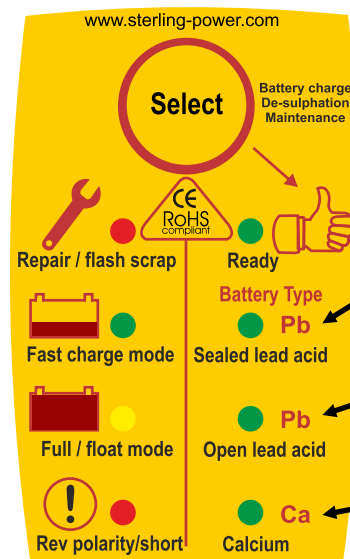 www.sterling-power.com
Select
Battery charge
De-sulphation
Maintenance
CE
RoHS
compliant
Repair / flash scrap
Ready
Battery Type
Pb
Fast charge mode
Sealed lead acid
Pb
Full / float mode
Open lead acid
!
Ca
Rev polarity/short
Calcium